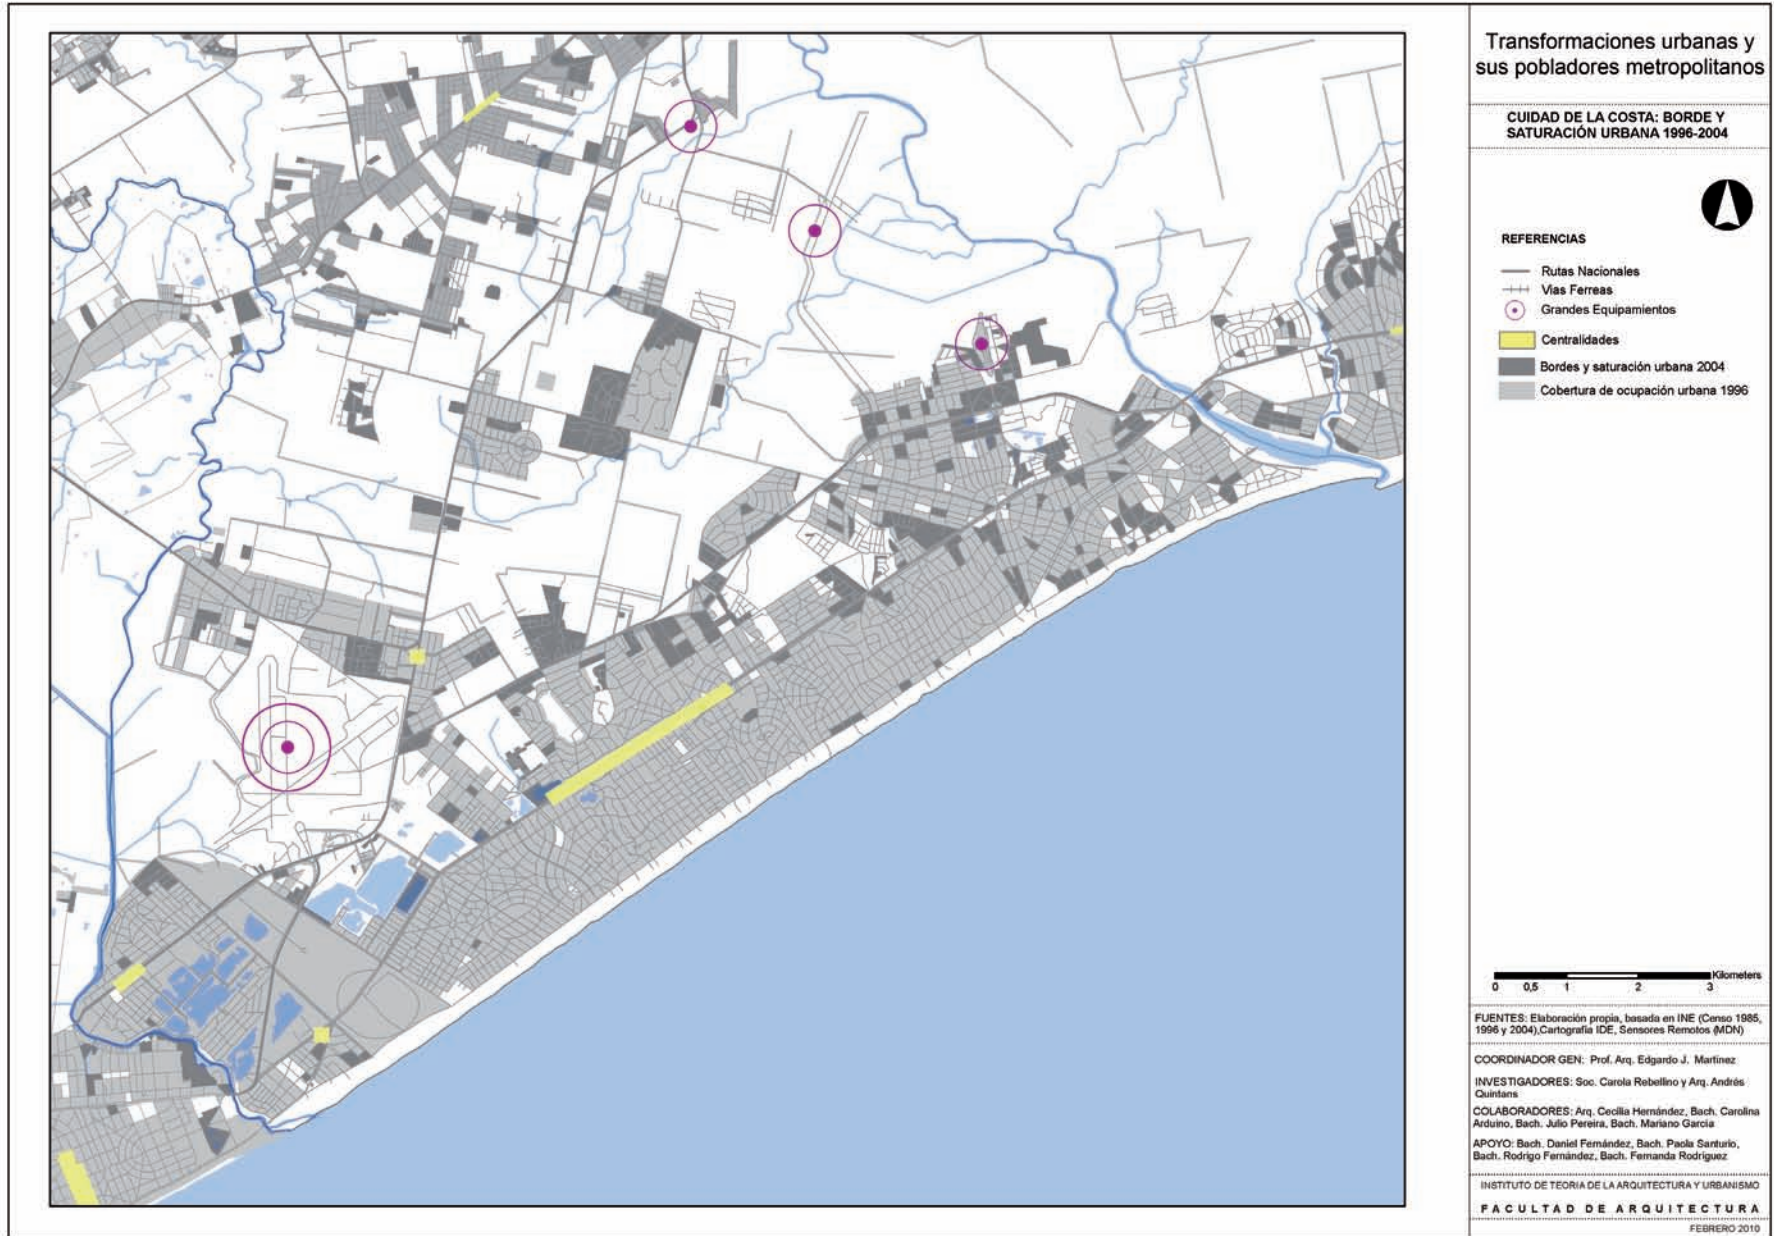 Transformaciones urbanas y
sus pobladores metropolitanos
CUIDAD DE LA COSTA: BORDE Y
SATURACIÓN URBANA 1996-2004
REFERENCIAS
Rutas Nacionales
Vias Ferreas
Grandes Equipamientos
Centralidades
Bordes y saturación urbana 2004
Cobertura de ocupación urbana 1996
Kilometers
0 0,5 1 2 3
FUENTES: Elaboración propia, basada en INE (Censo 1985,
1996 y 2004),Cartografía IDE, Sensores Remotos (MDN)
COORDINADOR GEN: Prof. Arq. Edgardo J. Martínez
INVESTIGADORES: Soc. Carola Rebellino y Arq. Andrés
Quintans
COLABORADORES: Arq. Cecilia Hernández, Bach. Carolina
Arduino, Bach. Julio Pereira, Bach. Mariano García
APOYO: Bach. Daniel Fernández, Bach. Paola Santurio,
Bach. Rodrigo Fernández, Bach. Fernanda Rodríguez
INSTITUTO DE TEORIA DE LA ARQUITECTURA Y URBANISMO
FACULTAD DE ARQUITECTURA
FEBRERO 2010